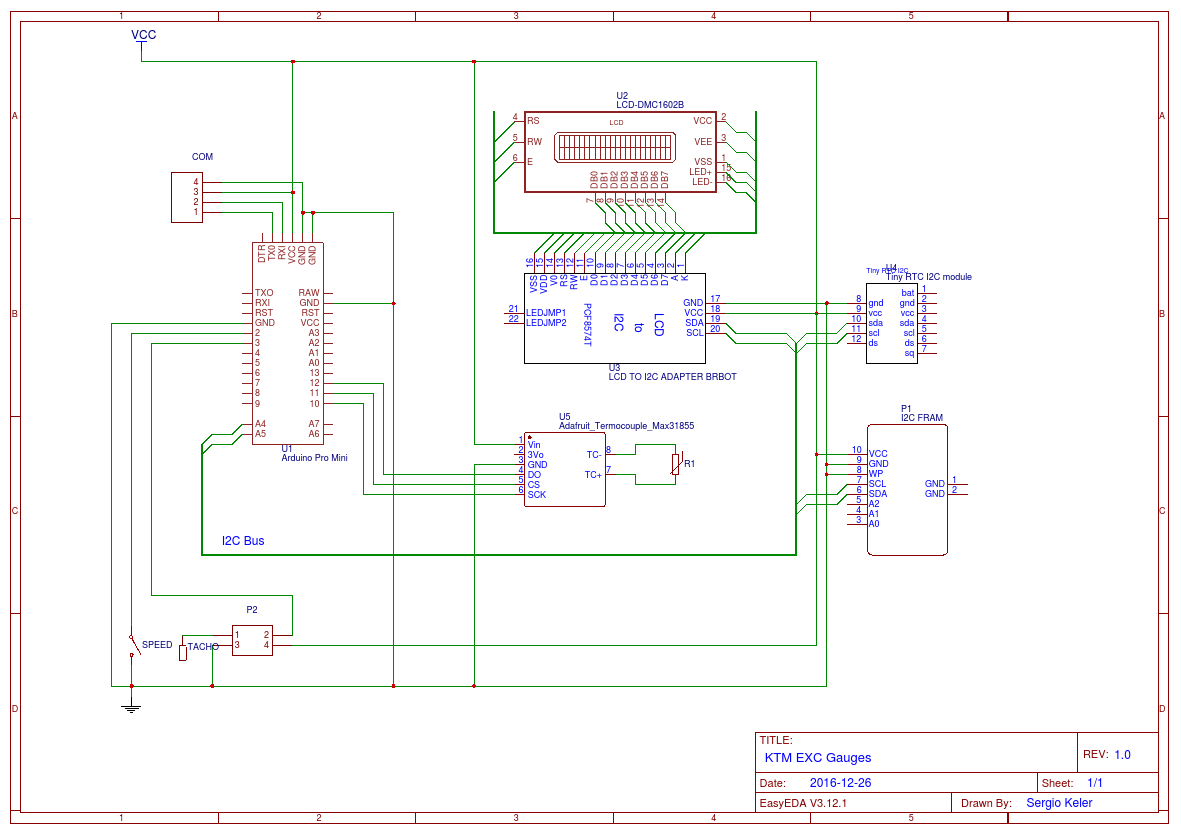 1 2 3 4 5
A
B
C
D
A
B
C
D
VCC
COM
4
3
2
1
DTR
TX0
RXI
VCC
GND
GND
TXO
RXI
RST
GND
2
3
4
5
6
7
8
9
A4
A5
RAW
GND
RST
VCC
A3
A2
A1
A0
13
12
11
10
A7
A6
U1
Arduino Pro Mini
U2
LCD-DMC1602B
LCD
4 RS
5 RW
6 E
VCC 2
VEE 3
VSS 1
LED+ 15
LED- 16
DB0 DB1 DB2 DB3 DB4 DB5 DB6 DB7
7 8 9 10 11 12 13 14
16 15 14 13 12 11 10 9 8 7 6 5 4 3 2 1
VSS VDD V0 RS RW E D0 D1 D2 D3 D4 D5 D6 D7 A K
21 LEDJMP1
22 LEDJMP2
PCF8574T
I2C
to
LCD
GND 17
VCC 18
SDA 19
SCL 20
U3
LCD TO I2C ADAPTER BRBOT
U4
Tiny RTC I2C
Tiny RTC I2C module
8 gnd
9 vcc
10 sda
11 scl
12 ds
bat 1
gnd 2
vcc 3
sda 4
scl 5
ds 6
sq 7
U5
Adafruit_Termocouple_Max31855
1 Vin
2 3Vo
3 GND
4 DO
5 CS
6 SCK
TC- 8
TC+ 7
R1
P1
I2C FRAM
10 VCC
9 GND
8 WP
7 SCL
6 SDA
5 A2
4 A1
3 A0
GND 1
GND 2
I2C Bus
P2
1 2
3 4
SPEED
TACHO
TITLE:
KTM EXC Gauges
REV: 1.0
Date: 2016-12-26
Sheet: 1/1
EasyEDA V3.12.1
Drawn By: Sergio Keler
1 2 3 4 5